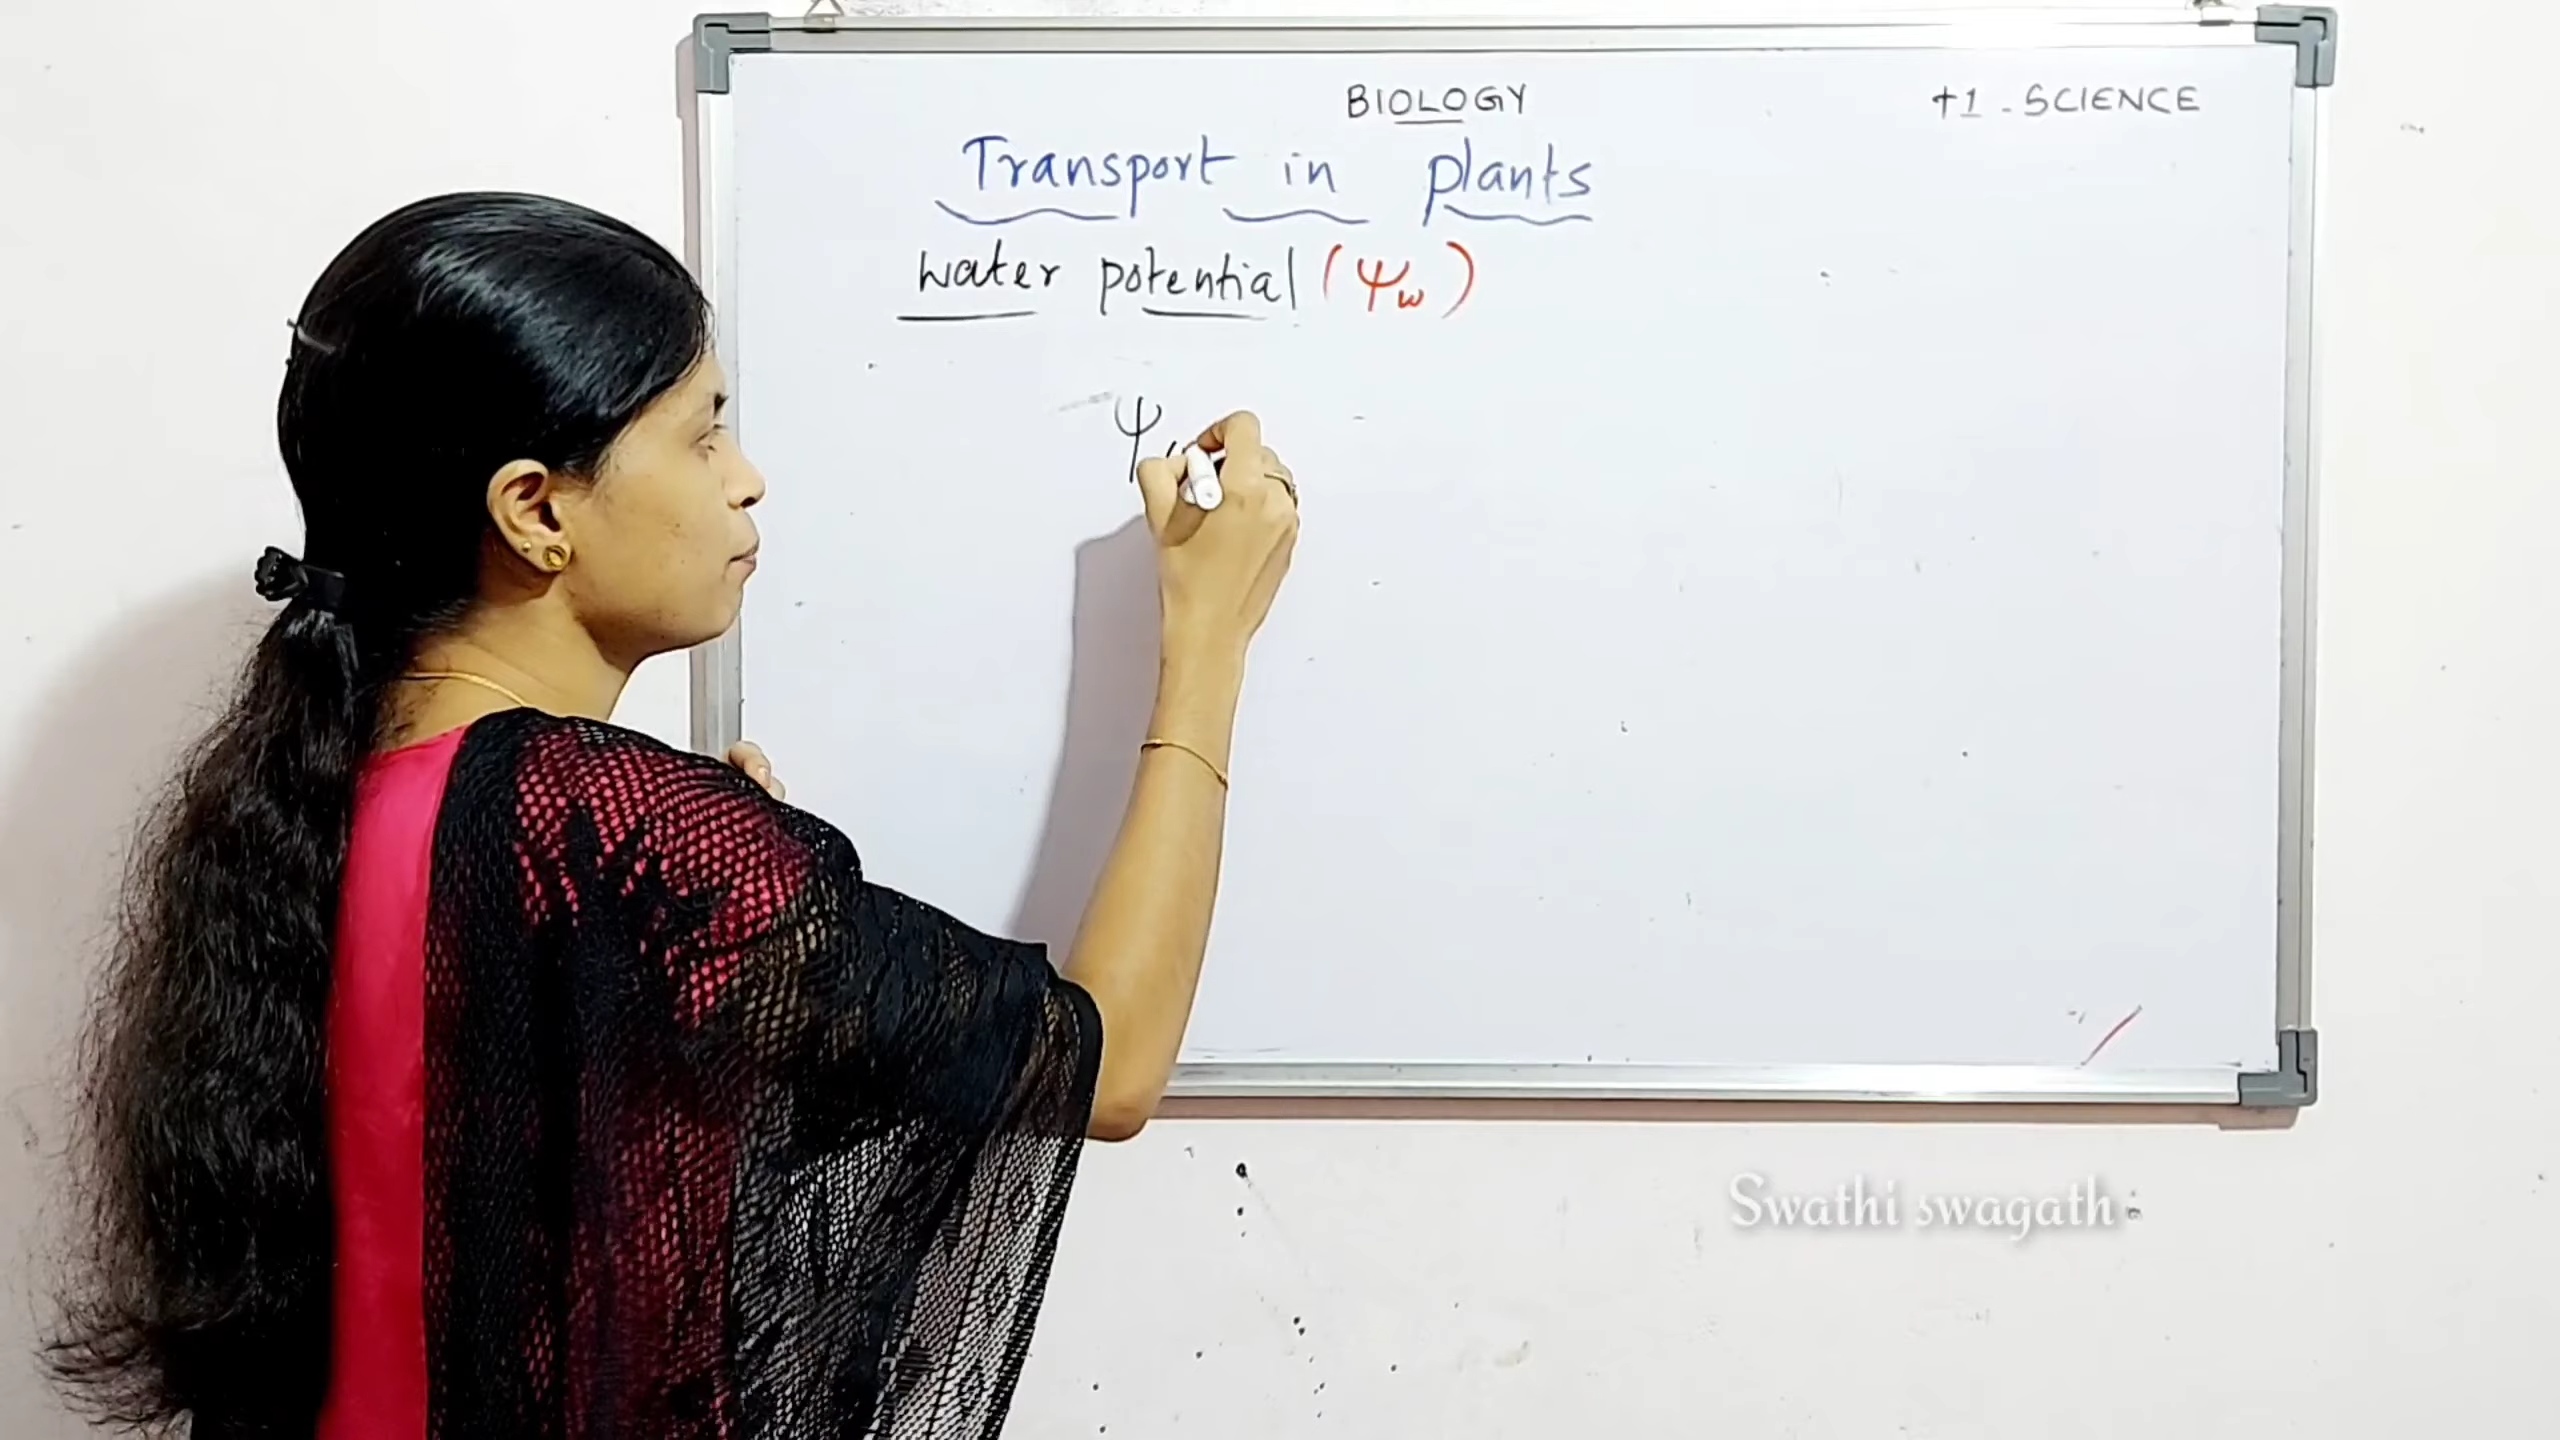 BIOLOGY +1 - SCIENCE
Transport in plants
water potential (Ψw)
Ψ
Swathi swagath